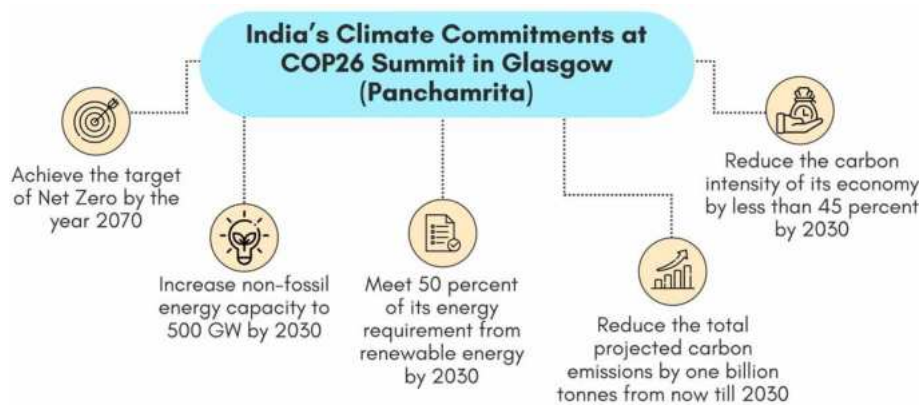 India's Climate Commitments at
COP26 Summit in Glasgow
(Panchamrita)
Achieve the target
of Net Zero by the
year 2070
Increase non-fossil
energy capacity to
500 GW by 2030
Meet 50 percent
of its energy
requirement from
renewable energy
by 2030
Reduce the total
projected carbon
emissions by one billion
tonnes from now till 2030
Reduce the carbon
intensity of its economy
by less than 45 percent
by 2030